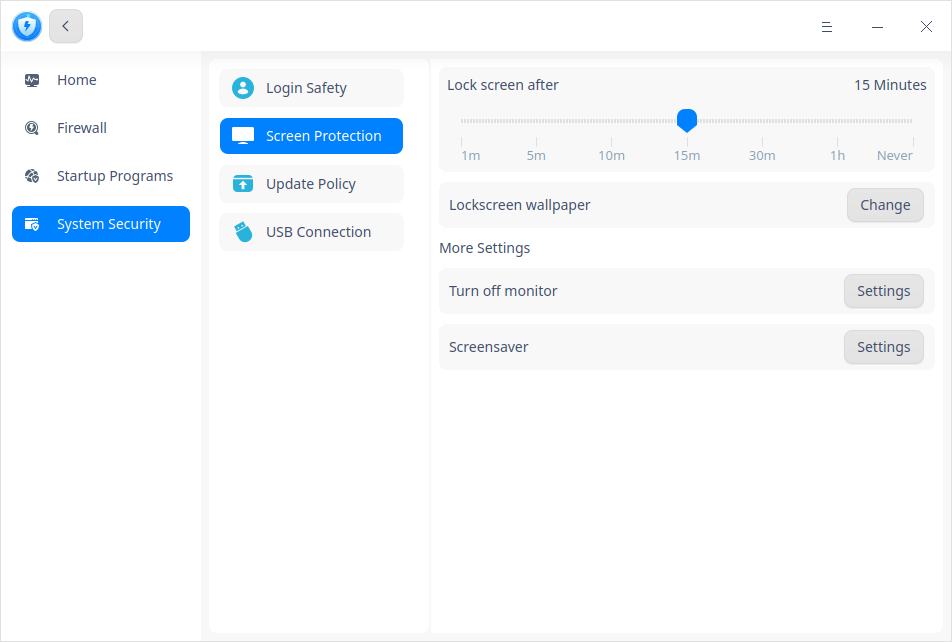 Home
Firewall
Startup Programs
System Security
Login Safety
Screen Protection
Update Policy
USB Connection
Lock screen after 15 Minutes
1m 5m 10m 15m 30m 1h Never
Lockscreen wallpaper Change
More Settings
Turn off monitor Settings
Screensaver Settings